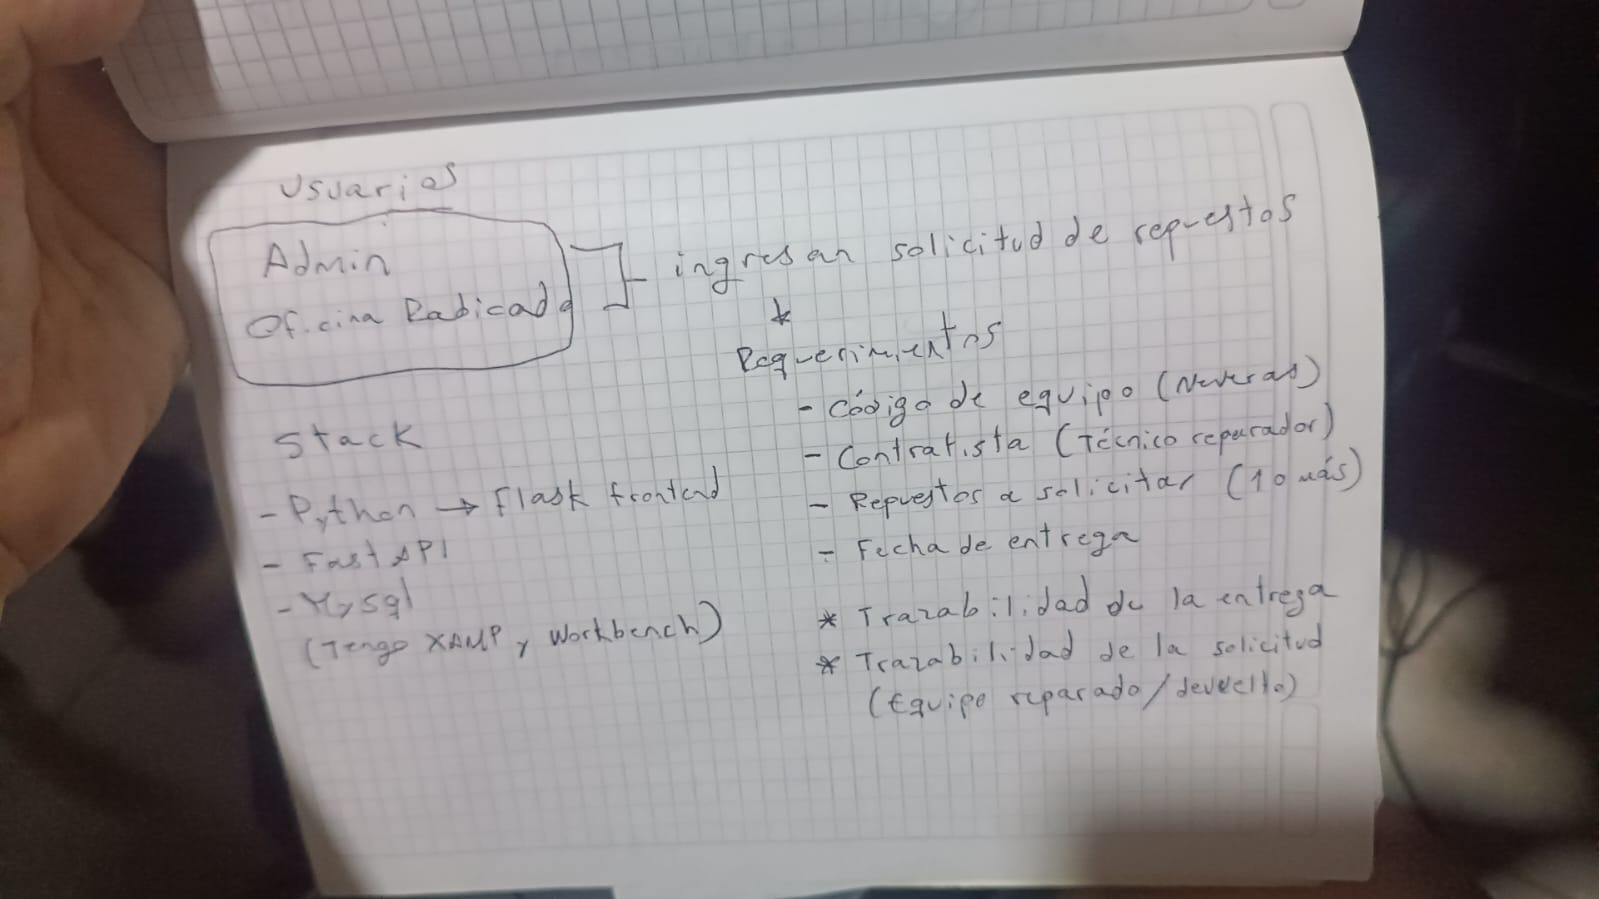 Usuarios
Admin
Oficina Radicado
ingresan solicitud de repuestos
Requerimientos
- Código de equipo (Neveras)
- Contratista (Técnico reparador)
- Repuestos a solicitar (1 o más)
- Fecha de entrega
* Trazabilidad de la entrega
* Trazabilidad de la solicitud
(Equipo reparado/devuelto)
Stack
- Python → Flask frontend
- FastAPI
- MySql
(Tengo XAMP y Workbench)